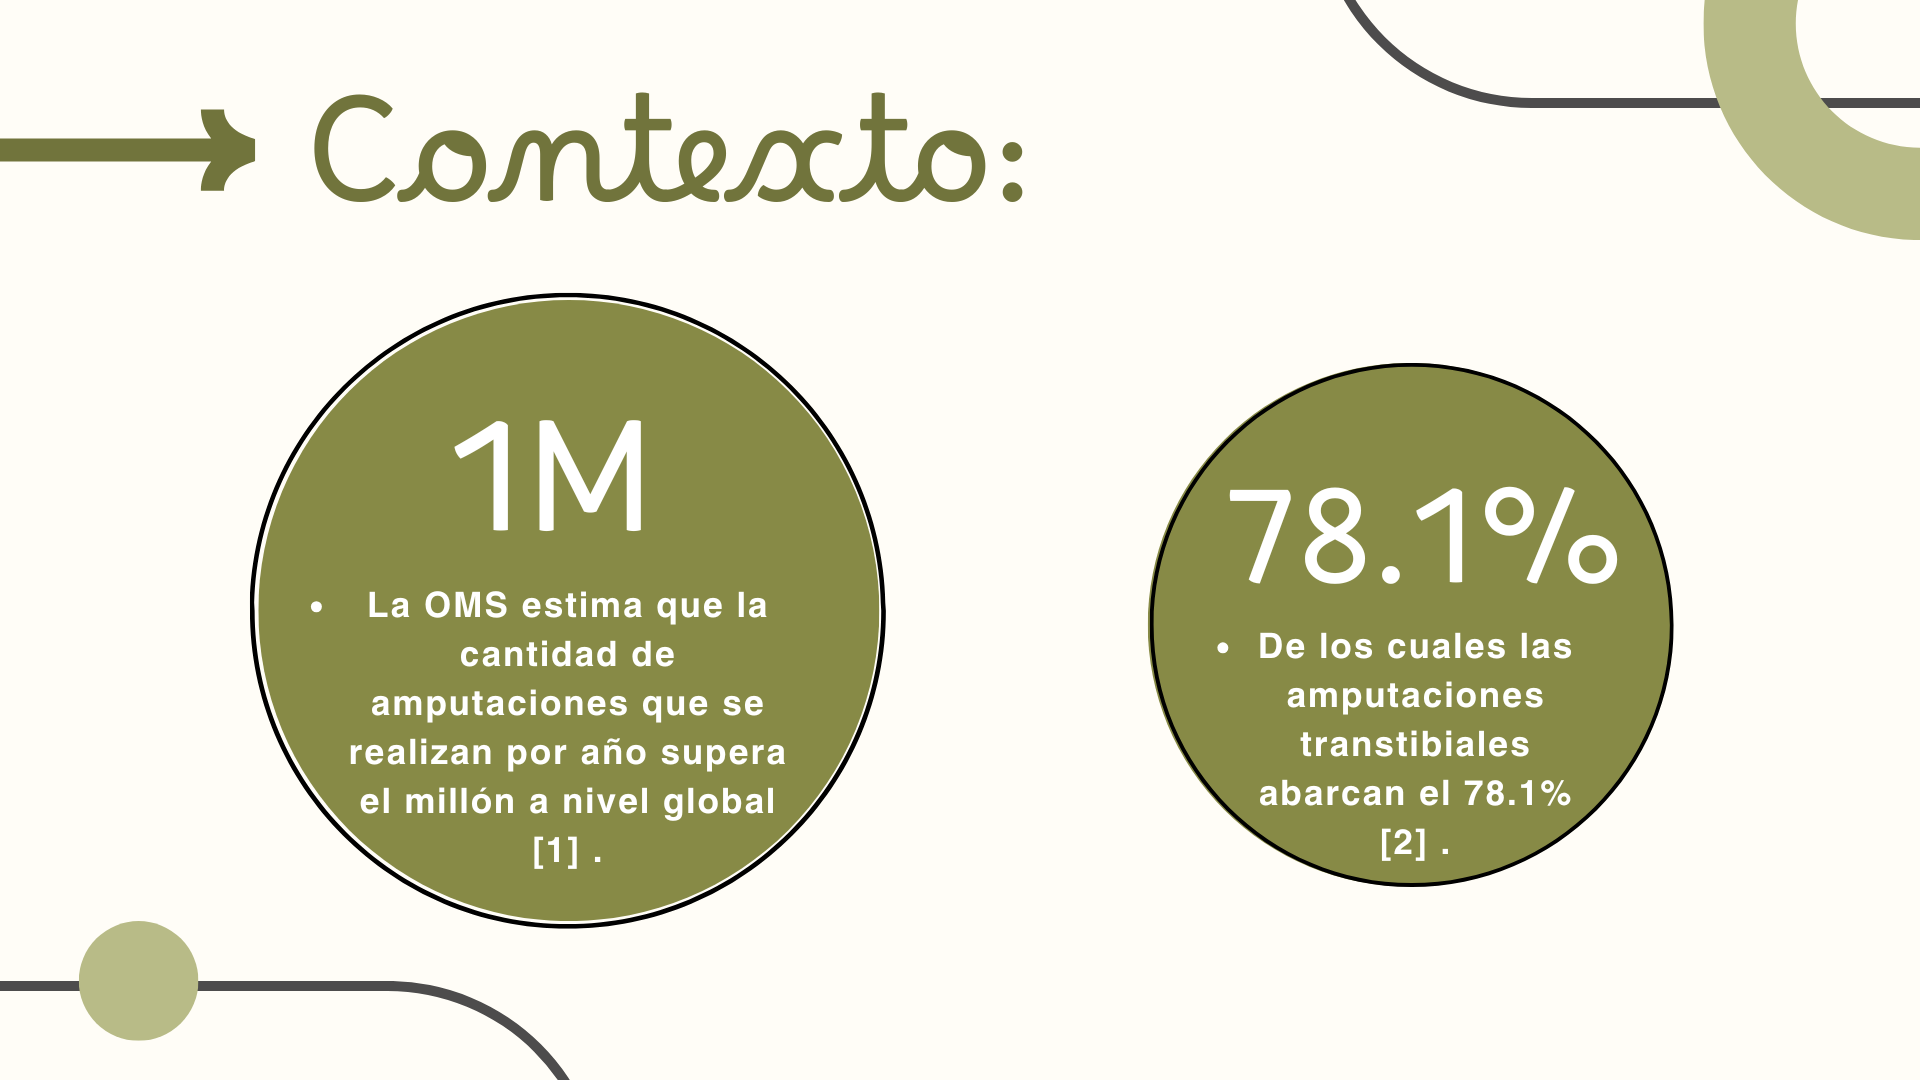 Contexto:
1M
• La OMS estima que la
cantidad de
amputaciones que se
realizan por año supera
el millón a nivel global
[1] .
78.1%
• De los cuales las
amputaciones
transtibiales
abarcan el 78.1%
[2] .